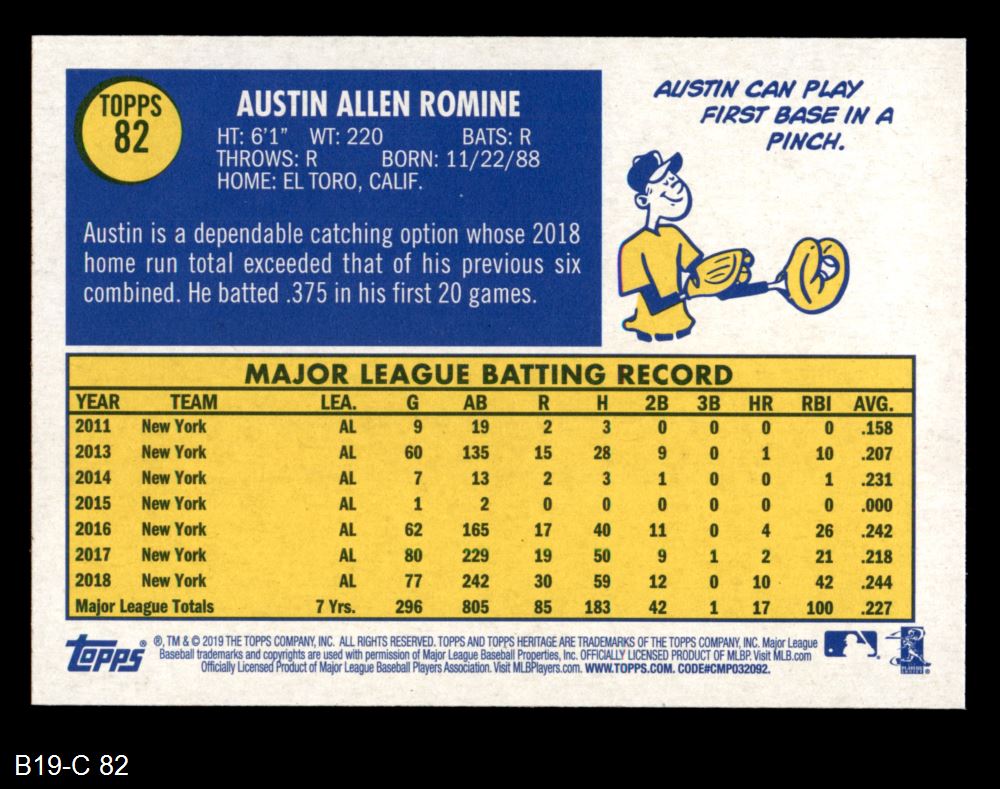 TOPPS
82
AUSTIN ALLEN ROMINE
HT: 6'1" WT: 220 BATS: R
THROWS: R BORN: 11/22/88
HOME: EL TORO, CALIF.
Austin is a dependable catching option whose 2018
home run total exceeded that of his previous six
combined. He batted .375 in his first 20 games.
AUSTIN CAN PLAY
FIRST BASE IN A
PINCH.
MAJOR LEAGUE BATTING RECORD
YEAR TEAM LEA. G AB R H 2B 3B HR RBI AVG.
2011 New York AL 9 19 2 3 0 0 0 0 .158
2013 New York AL 60 135 15 28 9 0 1 10 .207
2014 New York AL 7 13 2 3 1 0 0 1 .231
2015 New York AL 1 2 0 0 0 0 0 0 .000
2016 New York AL 62 165 17 40 11 0 4 26 .242
2017 New York AL 80 229 19 50 9 1 2 21 .218
2018 New York AL 77 242 30 59 12 0 10 42 .244
Major League Totals 7 Yrs. 296 805 85 183 42 1 17 100 .227
Topps ® ®, TM & © 2019 THE TOPPS COMPANY, INC. ALL RIGHTS RESERVED. TOPPS AND TOPPS HERITAGE ARE TRADEMARKS OF THE TOPPS COMPANY, INC. Major League
Baseball trademarks and copyrights are used with permission of Major League Baseball Properties, Inc. OFFICIALLY LICENSED PRODUCT OF MLBP. Visit MLB.com
Officially Licensed Product of Major League Baseball Players Association. Visit MLBPlayers.com. WWW.TOPPS.COM. CODE#CMP032092.
B19-C 82